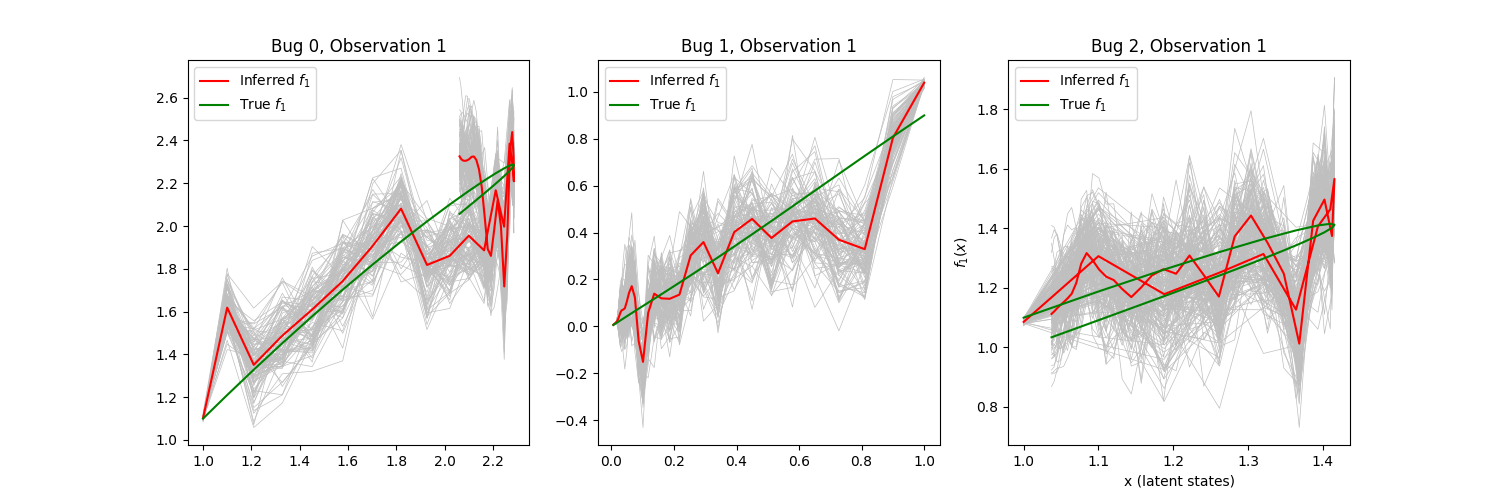 Bug 0, Observation 1
Inferred f₁
True f₁
2.6
2.4
2.2
2.0
1.8
1.6
1.4
1.2
1.0
1.0 1.2 1.4 1.6 1.8 2.0 2.2
Bug 1, Observation 1
Inferred f₁
True f₁
1.0
0.8
0.6
0.4
0.2
0.0
−0.2
−0.4
0.0 0.2 0.4 0.6 0.8 1.0
Bug 2, Observation 1
Inferred f₁
True f₁
f₁(x)
1.8
1.6
1.4
1.2
1.0
0.8
1.0 1.1 1.2 1.3 1.4
x (latent states)